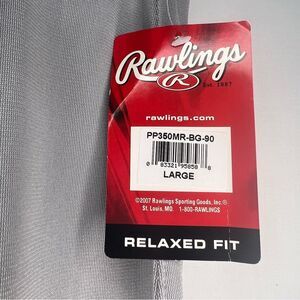 Rawlings
R
Est. 1887
rawlings.com
PP350MR-BG-90
0 83321 95858 8
LARGE
©2007 Rawlings Sporting Goods, Inc.®
St. Louis, MO. 1-800-RAWLINGS
RELAXED FIT